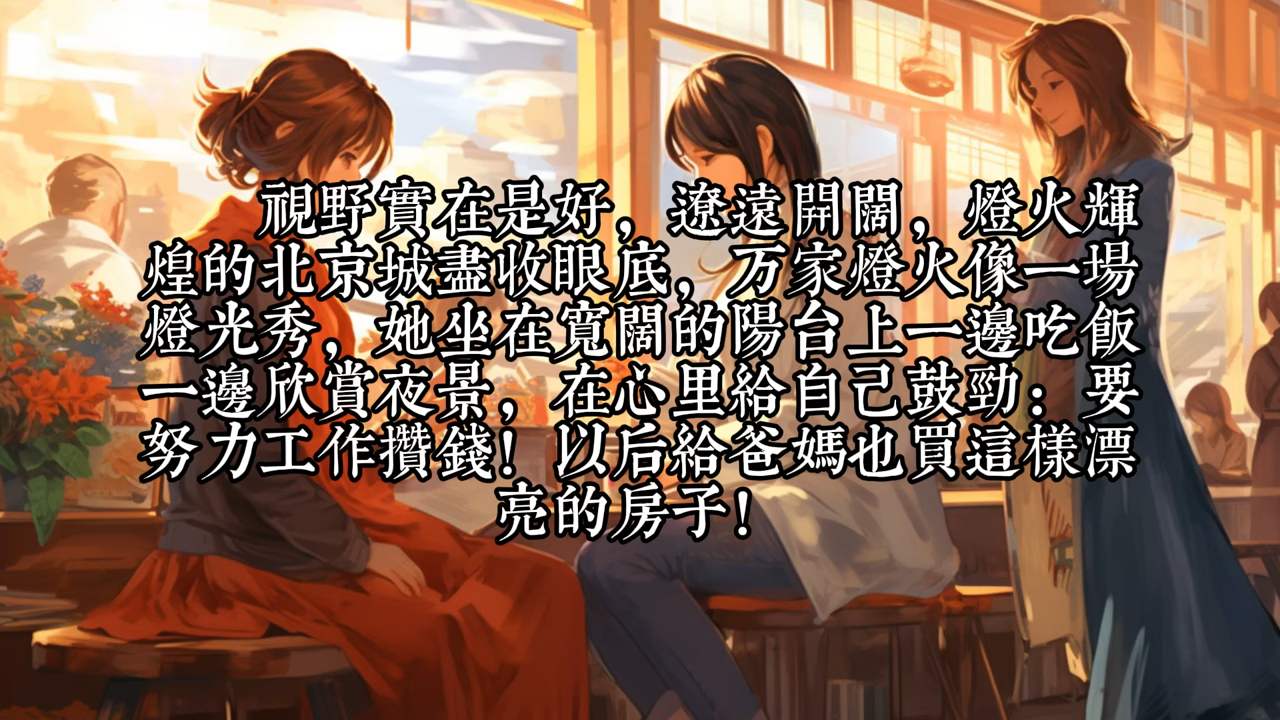 視野實在是好，遼遠開闊，燈火輝
煌的北京城盡收眼底，万家燈火像一場
燈光秀，她坐在寬闊的陽台上一邊吃飯
一邊欣賞夜景，在心里給自己鼓勁：要
努力工作攢錢！以后給爸媽也買這樣漂
亮的房子！